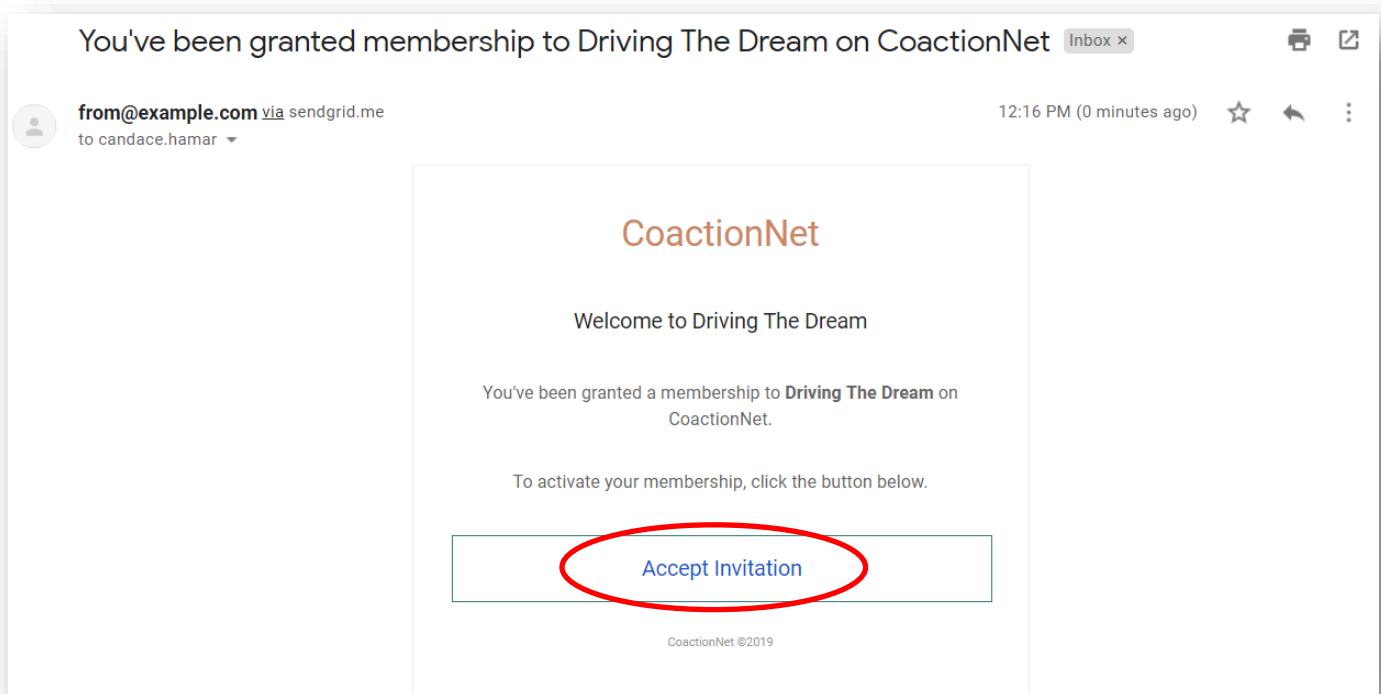 You've been granted membership to Driving The Dream on CoactionNet Inbox ×
from@example.com via sendgrid.me 12:16 PM (0 minutes ago)
to candace.hamar
CoactionNet
Welcome to Driving The Dream
You've been granted a membership to Driving The Dream on
CoactionNet.
To activate your membership, click the button below.
Accept Invitation
CoactionNet ©2019